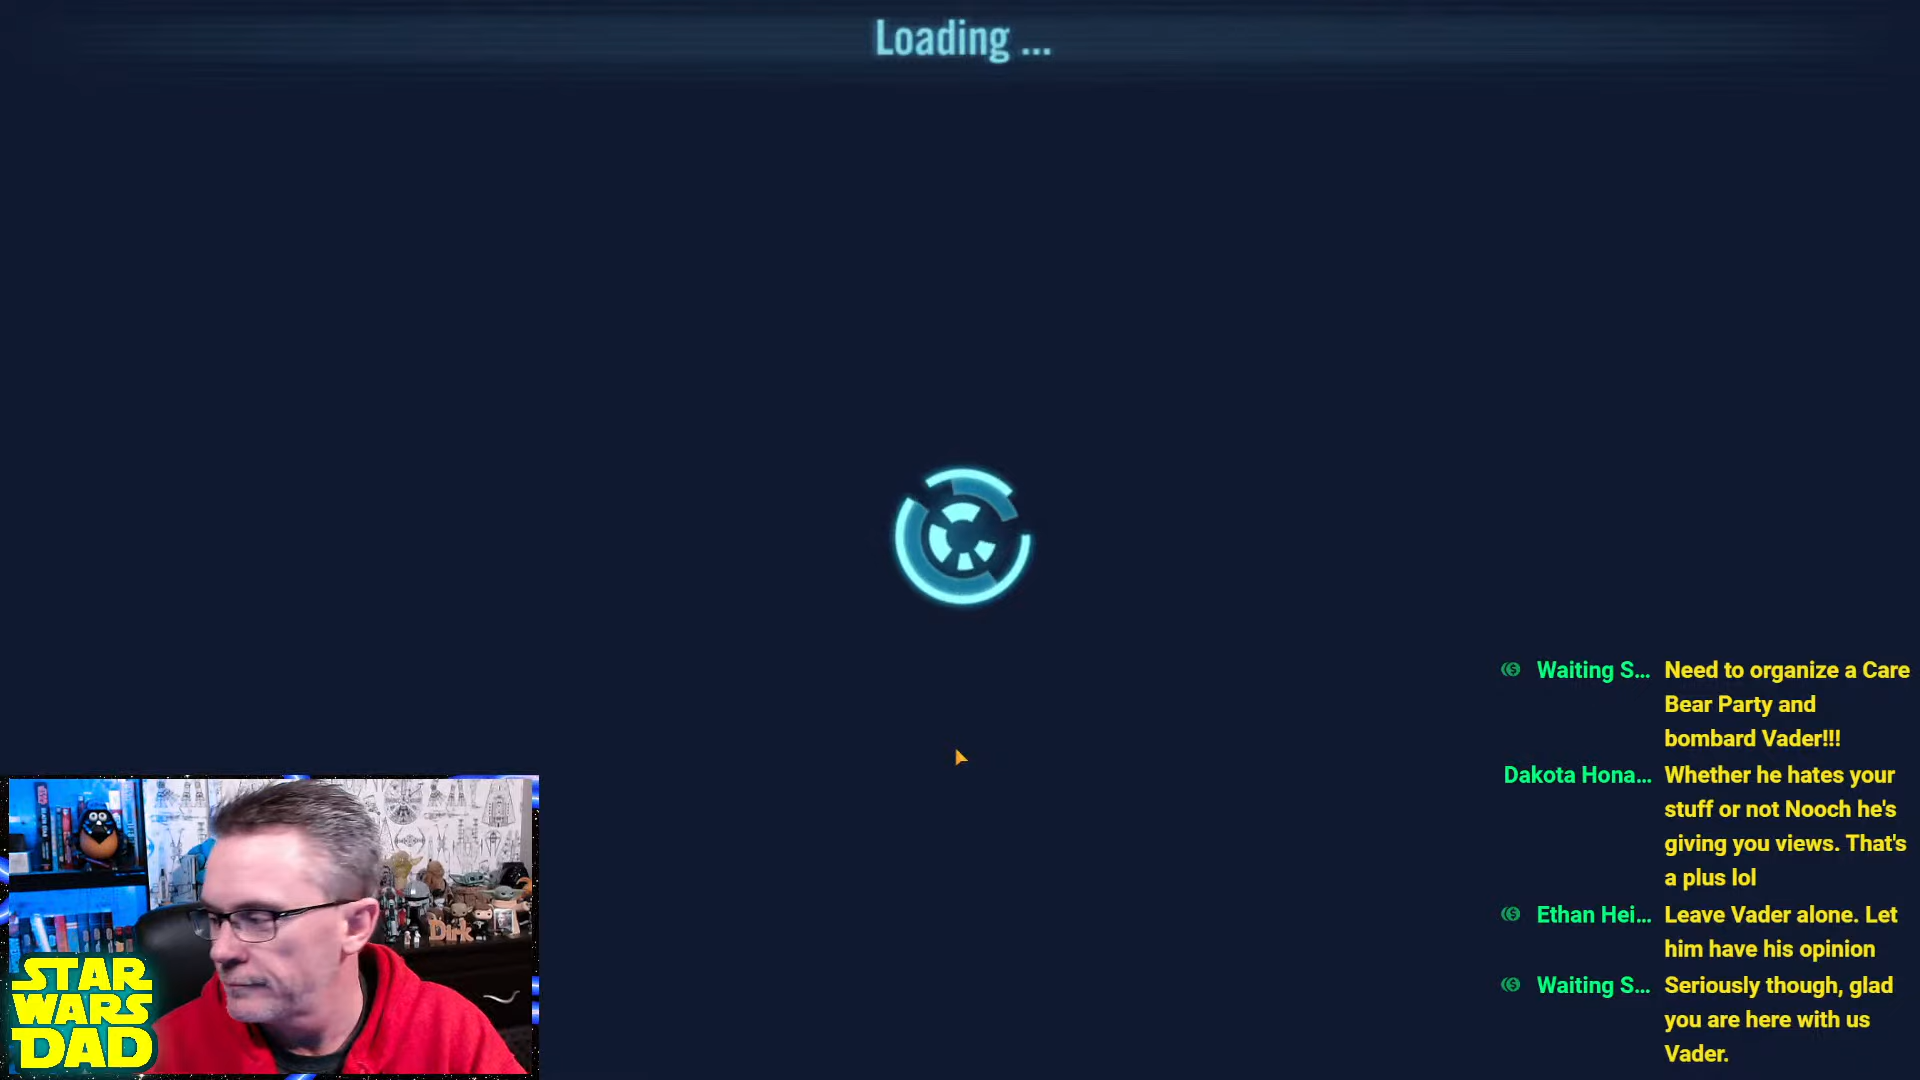 Loading ...
Waiting S... Need to organize a Care
Bear Party and
bombard Vader!!!
Dakota Hona... Whether he hates your
stuff or not Nooch he's
giving you views. That's
a plus lol
Ethan Hei... Leave Vader alone. Let
him have his opinion
Waiting S... Seriously though, glad
you are here with us
Vader.
Dirk
STAR
WARS
DAD